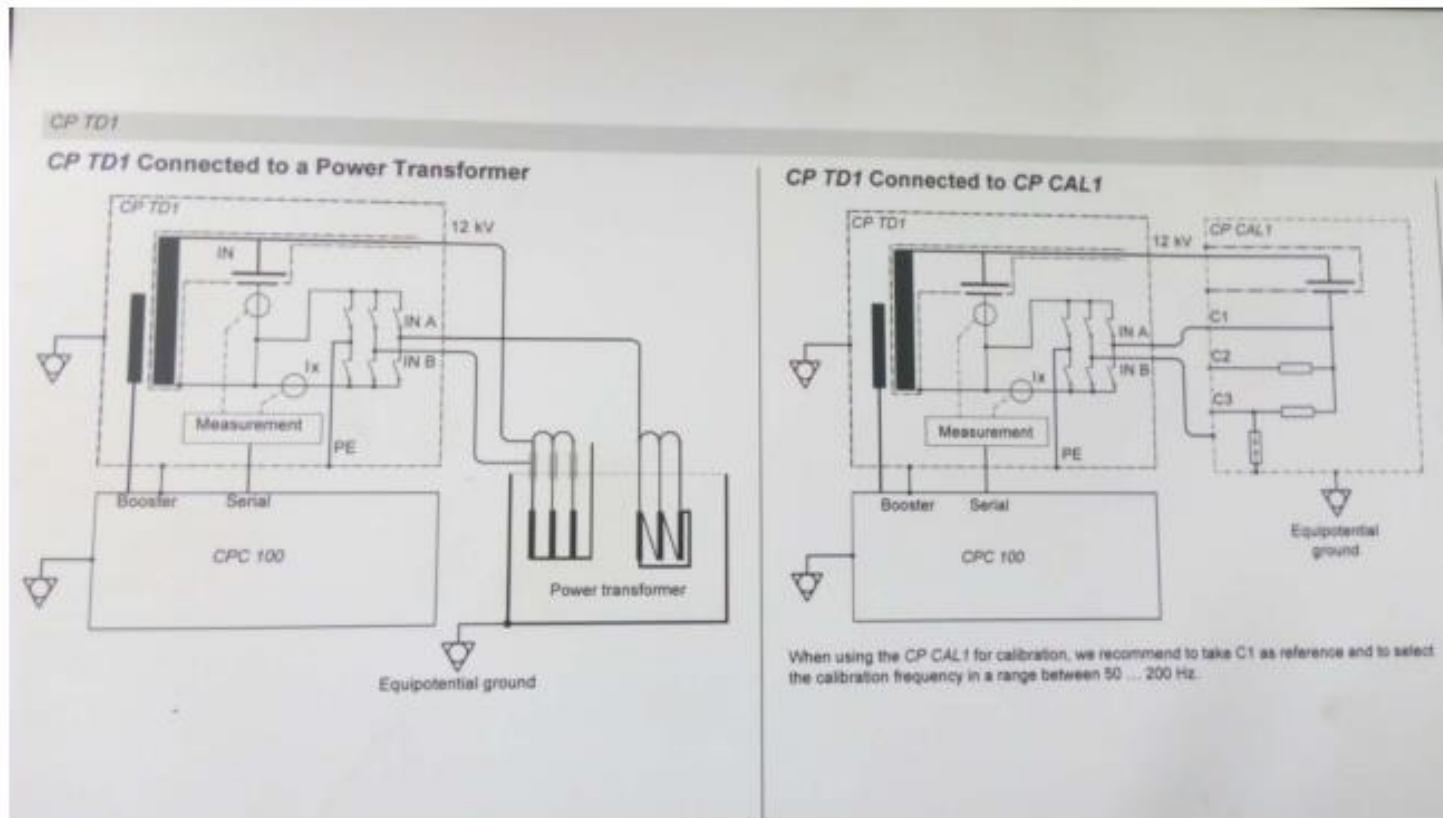 CP TD1
CP TD1 Connected to a Power Transformer
CP TD1
12 kV
IN
IN A
IN B
Ix
Measurement
PE
Booster
Serial
CPC 100
Power transformer
Equipotential ground
CP TD1 Connected to CP CAL1
CP TD1
12 kV
CP CAL1
C1
IN A
C2
IN B
Ix
C3
Measurement
PE
Booster
Serial
Equipotential
ground
CPC 100
When using the CP CAL1 for calibration, we recommend to take C1 as reference and to select
the calibration frequency in a range between 50 ... 200 Hz.